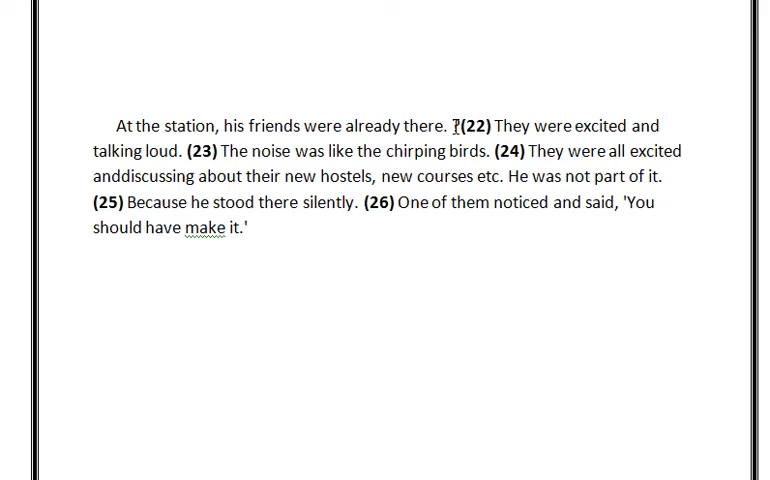 At the station, his friends were already there. ?(22) They were excited and
talking loud. (23) The noise was like the chirping birds. (24) They were all excited
anddiscussing about their new hostels, new courses etc. He was not part of it.
(25) Because he stood there silently. (26) One of them noticed and said, 'You
should have make it.'